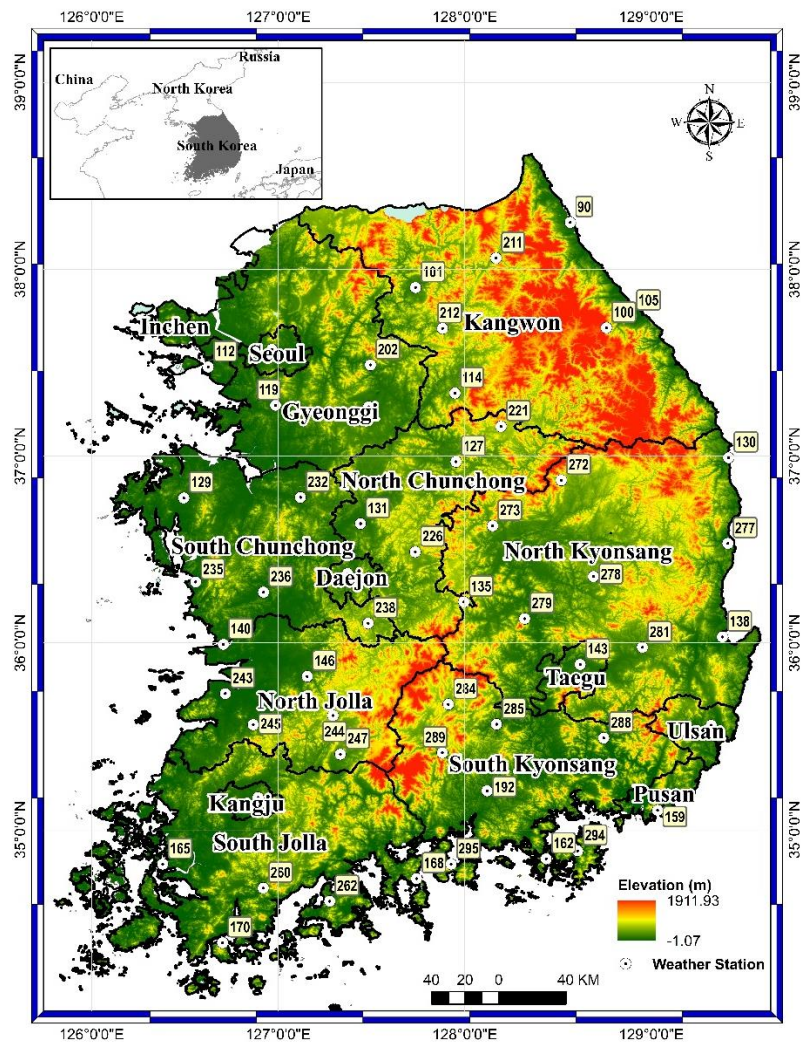 126°0'0"E 127°0'0"E 128°0'0"E 129°0'0"E
39°0'0"N
39°0'0"N
Russia
China
North Korea
South Korea
Japan
N
W E
S
90
211
38°0'0"N
38°0'0"N
101
105
100
212
Kangwon
Inchen
Seoul
112
202
114
119
Gyeonggi
221
37°0'0"N
37°0'0"N
127
130
272
North Chunchong
129
232
131
273
277
South Chunchong
226
North Kyonsang
235
Daejon
278
236
135
279
238
138
140
281
36°0'0"N
36°0'0"N
146
143
243
Taegu
284
North Jolla
285
245
244
247
288
Ulsan
289
South Kyonsang
192
Pusan
Kangju
159
35°0'0"N
35°0'0"N
South Jolla
165
162
294
168
295
260
262
170
Elevation (m)
1911.93
-1.07
Weather Station
40 20 0 40 KM
126°0'0"E 127°0'0"E 128°0'0"E 129°0'0"E